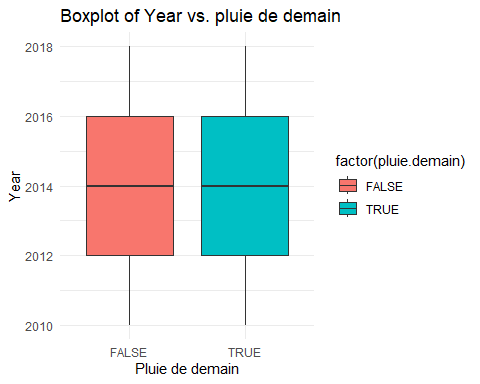 Boxplot of Year vs. pluie de demain
2018
2016
2014
2012
2010
Year
FALSE
TRUE
Pluie de demain
factor(pluie.demain)
FALSE
TRUE